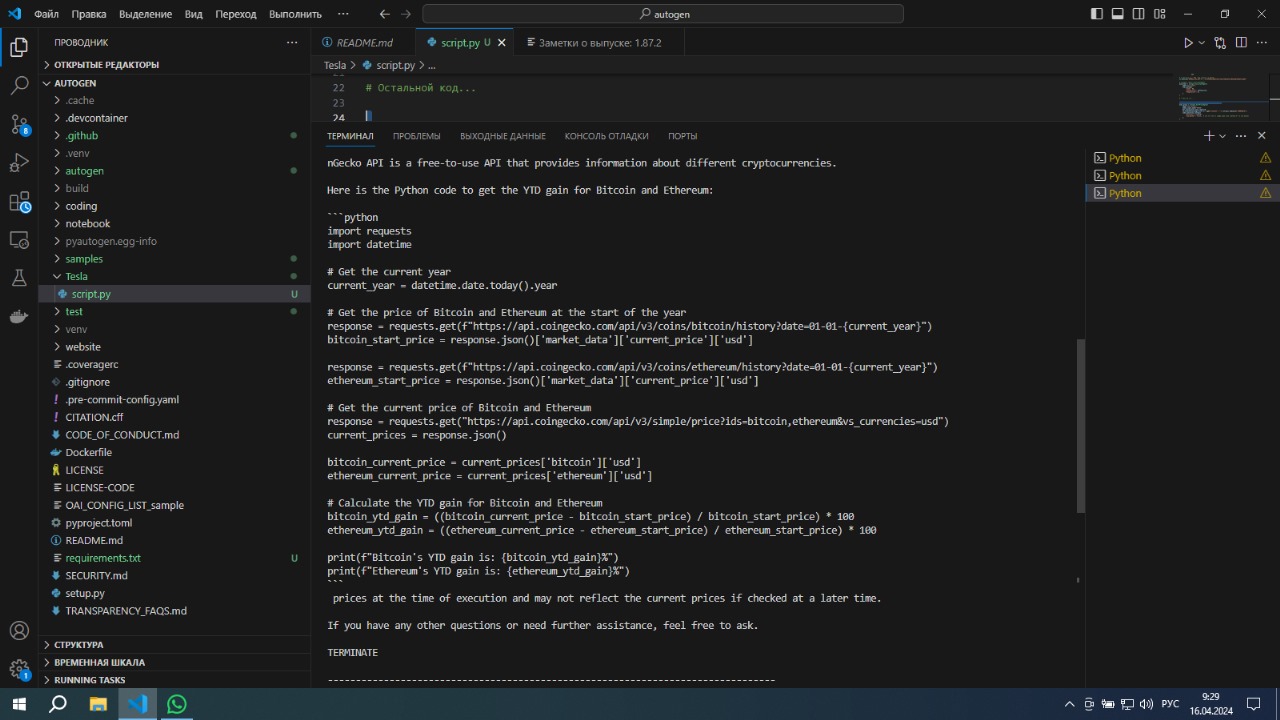 Файл Правка Выделение Вид Переход Выполнить ···
autogen
ПРОВОДНИК
ОТКРЫТЫЕ РЕДАКТОРЫ
AUTOGEN
.cache
.devcontainer
.github
.venv
autogen
build
coding
notebook
pyautogen.egg-info
samples
Tesla
script.py U
test
venv
website
.coveragerc
.gitignore
.pre-commit-config.yaml
CITATION.cff
CODE_OF_CONDUCT.md
Dockerfile
LICENSE
LICENSE-CODE
OAI_CONFIG_LIST_sample
pyproject.toml
README.md
requirements.txt U
SECURITY.md
setup.py
TRANSPARENCY_FAQS.md
СТРУКТУРА
ВРЕМЕННАЯ ШКАЛА
RUNNING TASKS
8
1
README.md
script.py U
Заметки о выпуске: 1.87.2
Tesla > script.py > ...
22 # Остальной код...
23
24
ТЕРМИНАЛ ПРОБЛЕМЫ ВЫХОДНЫЕ ДАННЫЕ КОНСОЛЬ ОТЛАДКИ ПОРТЫ
nGecko API is a free-to-use API that provides information about different cryptocurrencies.
Here is the Python code to get the YTD gain for Bitcoin and Ethereum:
```python
import requests
import datetime
# Get the current year
current_year = datetime.date.today().year
# Get the price of Bitcoin and Ethereum at the start of the year
response = requests.get(f"https://api.coingecko.com/api/v3/coins/bitcoin/history?date=01-01-{current_year}")
bitcoin_start_price = response.json()['market_data']['current_price']['usd']
response = requests.get(f"https://api.coingecko.com/api/v3/coins/ethereum/history?date=01-01-{current_year}")
ethereum_start_price = response.json()['market_data']['current_price']['usd']
# Get the current price of Bitcoin and Ethereum
response = requests.get("https://api.coingecko.com/api/v3/simple/price?ids=bitcoin,ethereum&vs_currencies=usd")
current_prices = response.json()
bitcoin_current_price = current_prices['bitcoin']['usd']
ethereum_current_price = current_prices['ethereum']['usd']
# Calculate the YTD gain for Bitcoin and Ethereum
bitcoin_ytd_gain = ((bitcoin_current_price - bitcoin_start_price) / bitcoin_start_price) * 100
ethereum_ytd_gain = ((ethereum_current_price - ethereum_start_price) / ethereum_start_price) * 100
print(f"Bitcoin's YTD gain is: {bitcoin_ytd_gain}%")
print(f"Ethereum's YTD gain is: {ethereum_ytd_gain}%")
```
prices at the time of execution and may not reflect the current prices if checked at a later time.
If you have any other questions or need further assistance, feel free to ask.
TERMINATE
--------------------------------------------------------------------------------
Python
Python
Python
РУС
9:29
16.04.2024